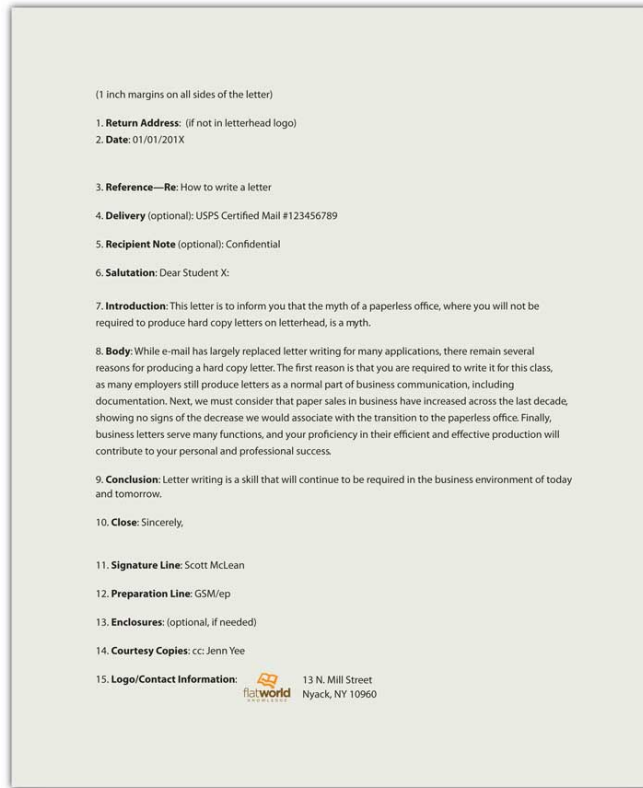 (1 inch margins on all sides of the letter)
1. Return Address: (if not in letterhead logo)
2. Date: 01/01/201X
3. Reference—Re: How to write a letter
4. Delivery (optional): USPS Certified Mail #123456789
5. Recipient Note (optional): Confidential
6. Salutation: Dear Student X:
7. Introduction: This letter is to inform you that the myth of a paperless office, where you will not be
required to produce hard copy letters on letterhead, is a myth.
8. Body: While e-mail has largely replaced letter writing for many applications, there remain several
reasons for producing a hard copy letter. The first reason is that you are required to write it for this class,
as many employers still produce letters as a normal part of business communication, including
documentation. Next, we must consider that paper sales in business have increased across the last decade,
showing no signs of the decrease we would associate with the transition to the paperless office. Finally,
business letters serve many functions, and your proficiency in their efficient and effective production will
contribute to your personal and professional success.
9. Conclusion: Letter writing is a skill that will continue to be required in the business environment of today
and tomorrow.
10. Close: Sincerely,
11. Signature Line: Scott McLean
12. Preparation Line: GSM/ep
13. Enclosures: (optional, if needed)
14. Courtesy Copies: cc: Jenn Yee
15. Logo/Contact Information:
flatworld
KNOWLEDGE
13 N. Mill Street
Nyack, NY 10960